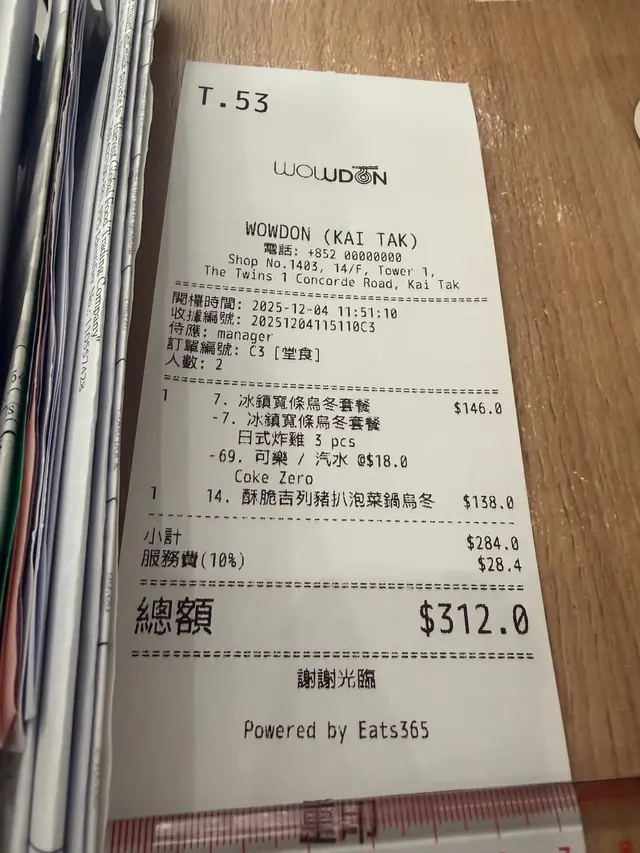 T.53
WOWDON
WOWDON (KAI TAK)
電話: +852 00000000
Shop No.1403, 14/F, Tower 1,
The Twins 1 Concorde Road, Kai Tak
開檯時間: 2025-12-04 11:51:10
收據編號: 20251204115110C3
侍應: manager
訂單編號: C3 [堂食]
人數: 2
1 7. 冰鎮寬條烏冬套餐 $146.0
-7. 冰鎮寬條烏冬套餐
日式炸雞 3 pcs
-69. 可樂 / 汽水 @$18.0
Coke Zero
1 14. 酥脆吉列豬扒泡菜鍋烏冬 $138.0
小計 $284.0
服務費(10%) $28.4
總額 $312.0
謝謝光臨
Powered by Eats365